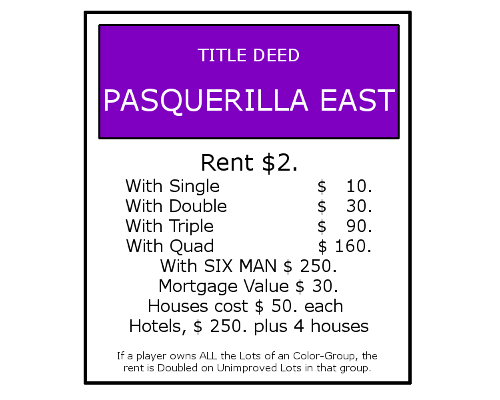 TITLE DEED
PASQUERILLA EAST
Rent $2.
With Single $ 10.
With Double $ 30.
With Triple $ 90.
With Quad $ 160.
With SIX MAN $ 250.
Mortgage Value $ 30.
Houses cost $ 50. each
Hotels, $ 250. plus 4 houses
If a player owns ALL the Lots of an Color-Group, the
rent is Doubled on Unimproved Lots in that group.